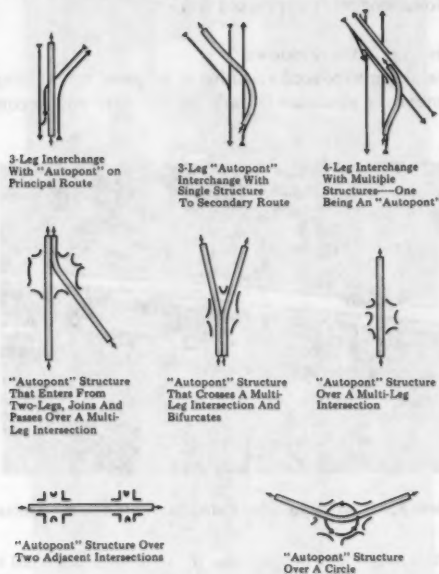 3-Leg Interchange
With "Autopont" on
Principal Route
3-Leg "Autopont"
Interchange With
Single Structure
To Secondary Route
4-Leg Interchange
With Multiple
Structures----One
Being An "Autopont"
"Autopont" Structure
That Enters From
Two-Legs, Joins And
Passes Over A Multi-
Leg Intersection
"Autopont" Structure
That Crosses A Multi-
Leg Intersection And
Bifurcates
"Autopont" Structure
Over A Multi-Leg
Intersection
"Autopont" Structure Over
Two Adjacent Intersections
"Autopont" Structure
Over A Circle